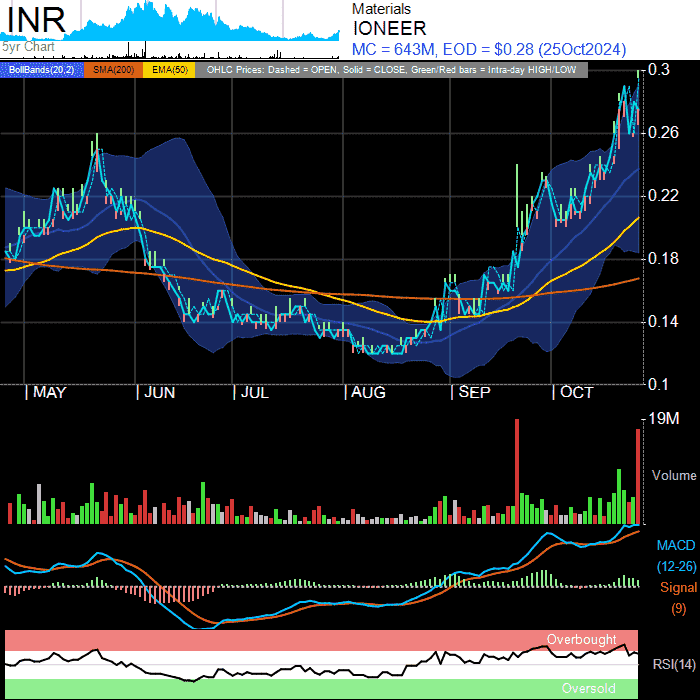 INR
5yr Chart
Materials
IONEER
MC = 643M, EOD = $0.28 (25Oct2024)
BollBands(20,2) SMA(200) EMA(50) OHLC Prices: Dashed = OPEN, Solid = CLOSE, Green/Red bars = Intra-day HIGH/LOW
0.3
0.26
0.22
0.18
0.14
0.1
MAY JUN JUL AUG SEP OCT
19M
Volume
MACD
(12-26)
Signal
(9)
Overbought
RSI(14)
Oversold